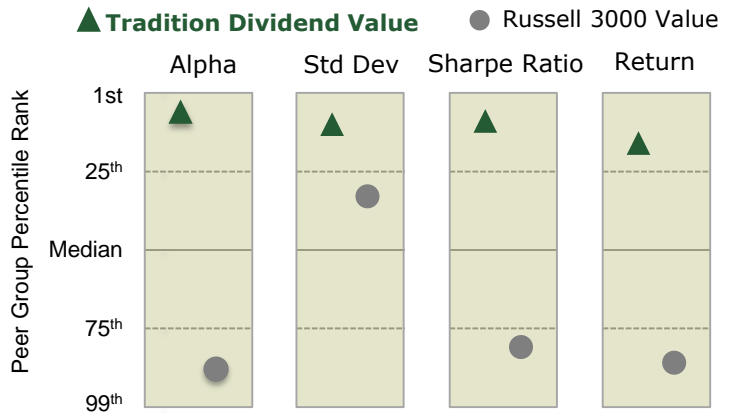 Tradition Dividend Value
Russell 3000 Value
Alpha
Std Dev
Sharpe Ratio
Return
Peer Group Percentile Rank
1st
25th
Median
75th
99th